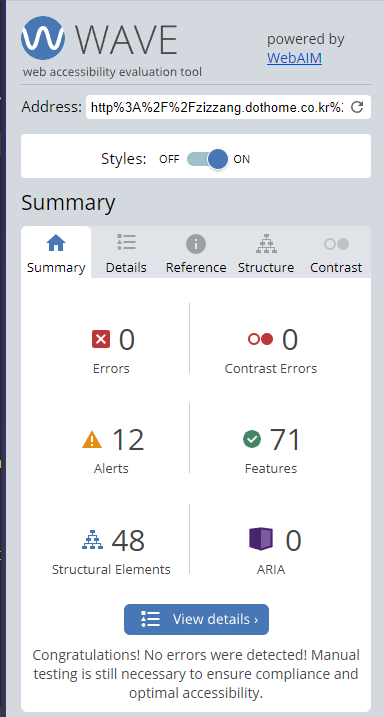 WAVE
web accessibility evaluation tool
powered by
WebAIM
Address: http%3A%2F%2Fzizzang.dothome.co.kr%2
Styles: OFF ON
Summary
Summary Details Reference Structure Contrast
0 0
Errors Contrast Errors
12 71
Alerts Features
48 0
Structural Elements ARIA
View details ›
Congratulations! No errors were detected! Manual
testing is still necessary to ensure compliance and
optimal accessibility.